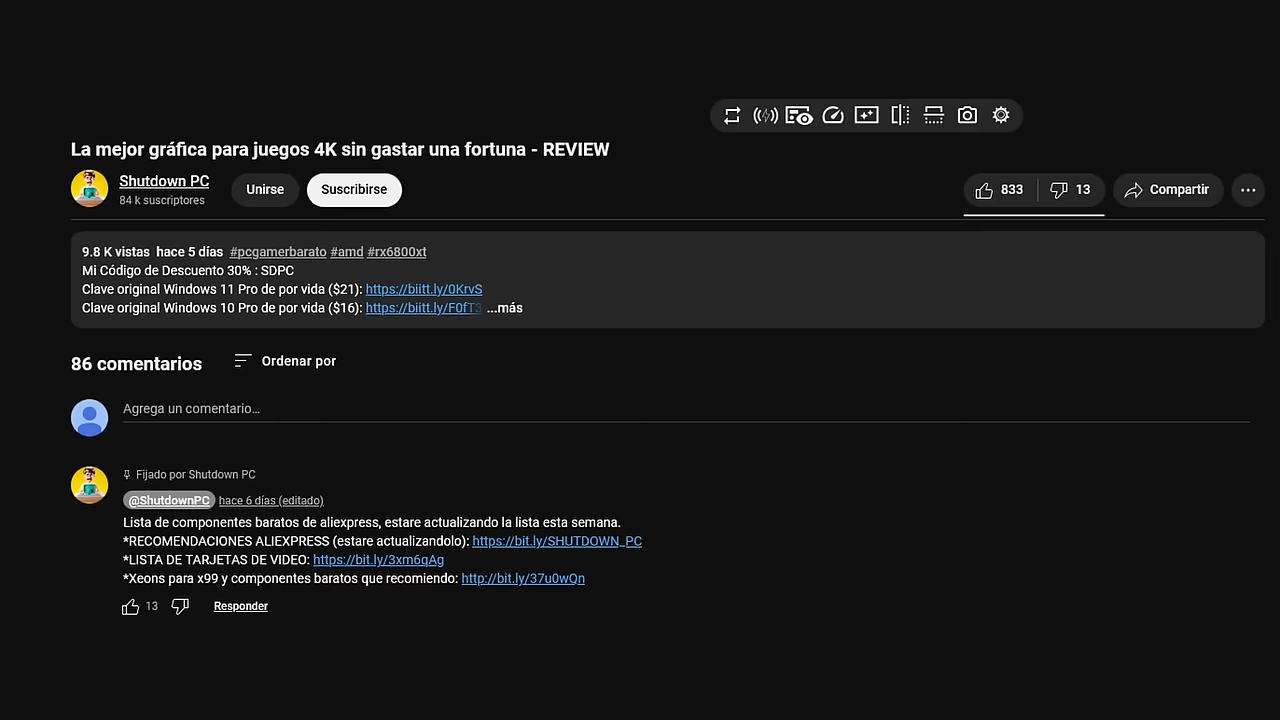 La mejor gráfica para juegos 4K sin gastar una fortuna - REVIEW
Shutdown PC
84 k suscriptores
Unirse
Suscribirse
833
13
Compartir
9.8 K vistas hace 5 días #pcgamerbarato #amd #rx6800xt
Mi Código de Descuento 30% : SDPC
Clave original Windows 11 Pro de por vida ($21): https://biitt.ly/0KrvS
Clave original Windows 10 Pro de por vida ($16): https://biitt.ly/F0fT3 ...más
86 comentarios
Ordenar por
Agrega un comentario...
Fijado por Shutdown PC
@ShutdownPC hace 6 días (editado)
Lista de componentes baratos de aliexpress, estare actualizando la lista esta semana.
*RECOMENDACIONES ALIEXPRESS (estare actualizandolo): https://bit.ly/SHUTDOWN_PC
*LISTA DE TARJETAS DE VIDEO: https://bit.ly/3xm6qAg
*Xeons para x99 y componentes baratos que recomiendo: http://bit.ly/37u0wQn
13
Responder